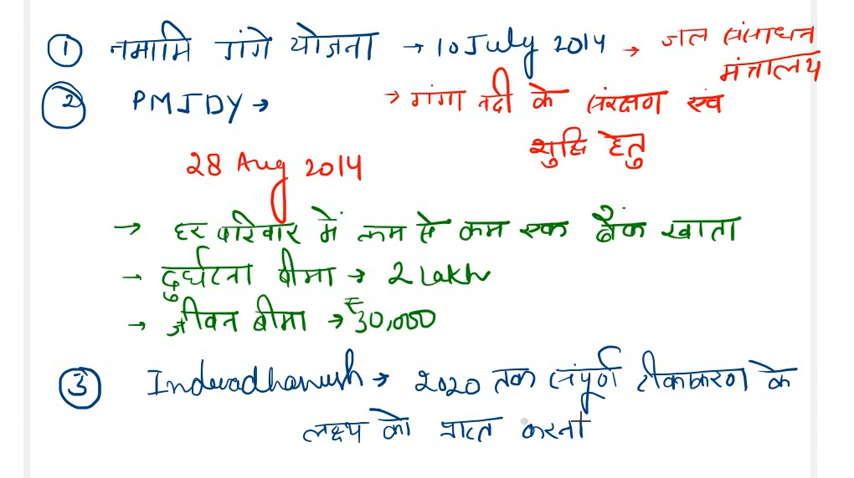 ① नमामि गंगे योजना → 10 July 2014 → जल संसाधन मंत्रालय
② PMJDY → → गंगा नदी के संरक्षण एवं
शुद्धि हेतु
28 Aug 2014
→ हर परिवार में कम से कम एक बैंक खाता
→ दुर्घटना बीमा → 2 Lakh
→ जीवन बीमा → ₹30,000
③ Indradhanush → 2020 तक संपूर्ण टीकाकरण के
लक्ष्य को प्राप्त करना